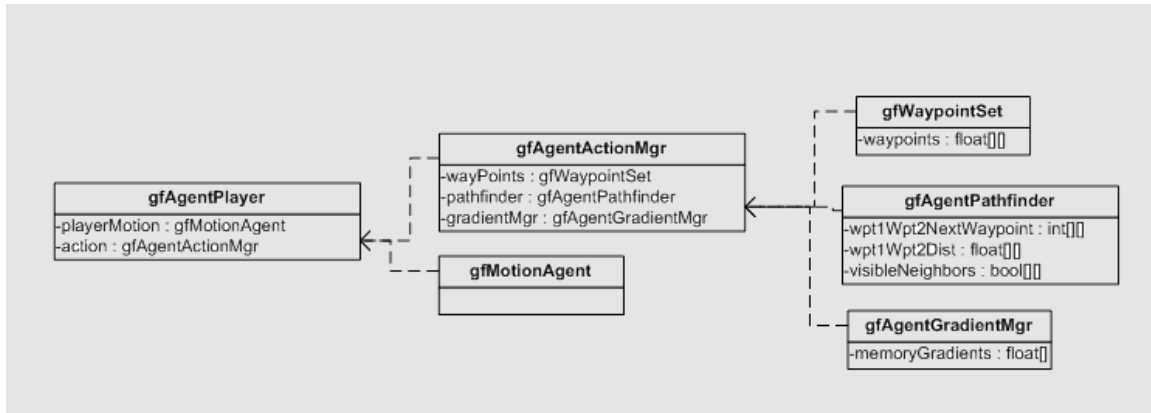 gfAgentPlayer
-playerMotion : gfMotionAgent
-action : gfAgentActionMgr
gfAgentActionMgr
-wayPoints : gfWaypointSet
-pathfinder : gfAgentPathfinder
-gradientMgr : gfAgentGradientMgr
gfMotionAgent
gfWaypointSet
-waypoints : float[][]
gfAgentPathfinder
-wpt1Wpt2NextWaypoint : int[][]
-wpt1Wpt2Dist : float[][]
-visibleNeighbors : bool[][]
gfAgentGradientMgr
-memoryGradients : float[]